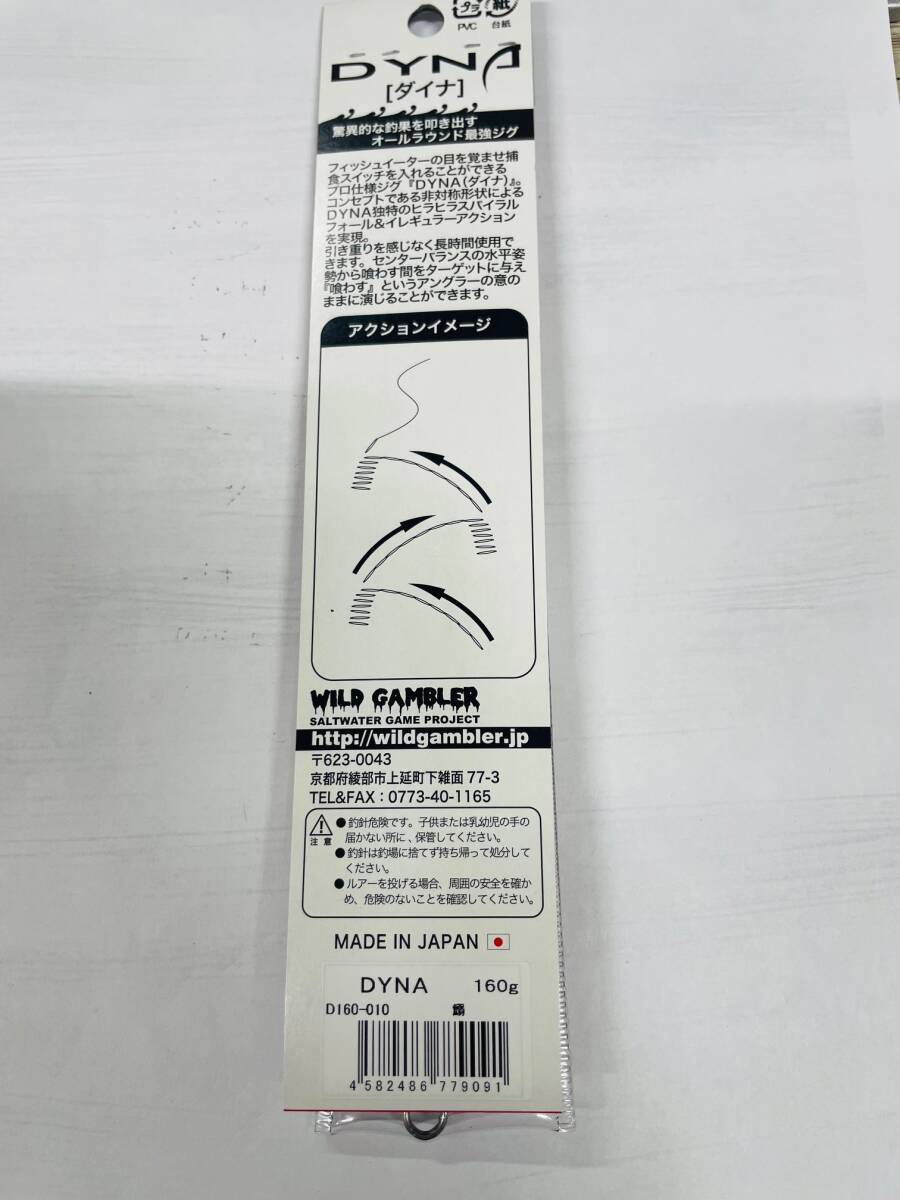 プラ 紙
PVC 台紙
DYNA
[ダイナ]
驚異的な釣果を叩き出す
オールラウンド最強ジグ
フィッシュイーターの目を覚ませ捕
食スイッチを入れることができる
プロ仕様ジグ『DYNA(ダイナ)』。
コンセプトである非対称形状による
DYNA独特のヒラヒラスパイラル
フォール&イレギュラーアクション
を実現。
引き重りを感じなく長時間使用で
きます。センターバランスの水平姿
勢から喰わす間をターゲットに与え
『喰わす』というアングラーの意の
ままに演じることができます。
アクションイメージ
WILD GAMBLER
SALTWATER GAME PROJECT
http://wildgambler.jp
〒623-0043
京都府綾部市上延町下雑面 77-3
TEL&FAX : 0773-40-1165
注意
●釣針危険です。子供または乳幼児の手の
届かない所に、保管してください。
●釣針は釣場に捨てず持ち帰って処分して
ください。
●ルアーを投げる場合、周囲の安全を確か
め、危険のないことを確認してください。
MADE IN JAPAN
DYNA 160g
D160-010
4 582486 779091